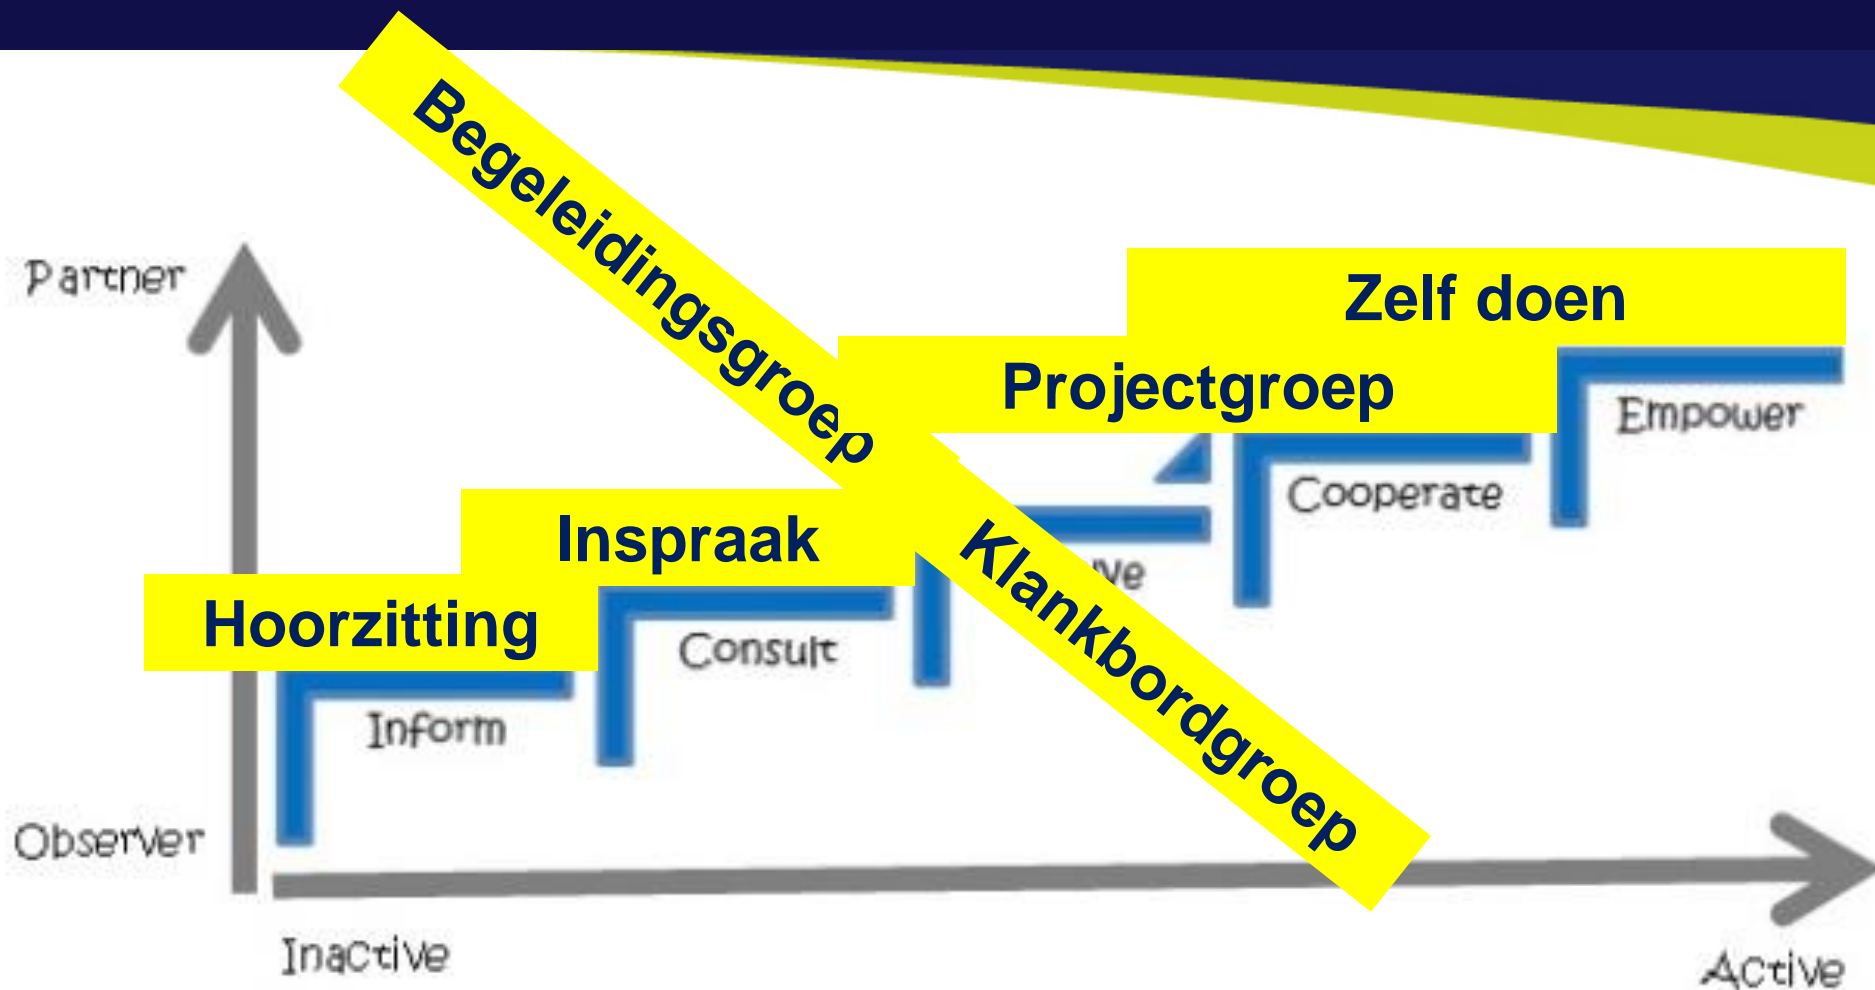 Begeleidingsgroep
Partner
Zelf doen
Projectgroep
Empower
Cooperate
Inspraak
Klankbordgroep
Hoorzitting
Consult
Inform
Observer
Inactive
Active